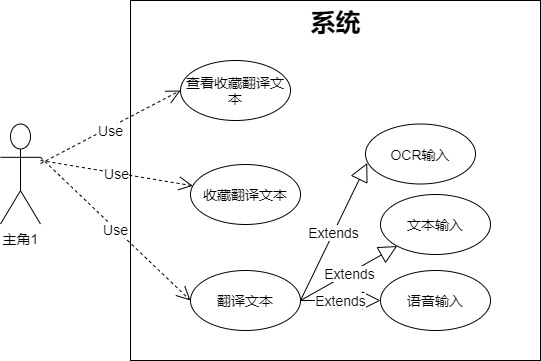 系统
查看收藏翻译文
本
Use
OCR输入
Use
收藏翻译文本
主角1
Use
Extends
文本输入
Extends
翻译文本
Extends
语音输入